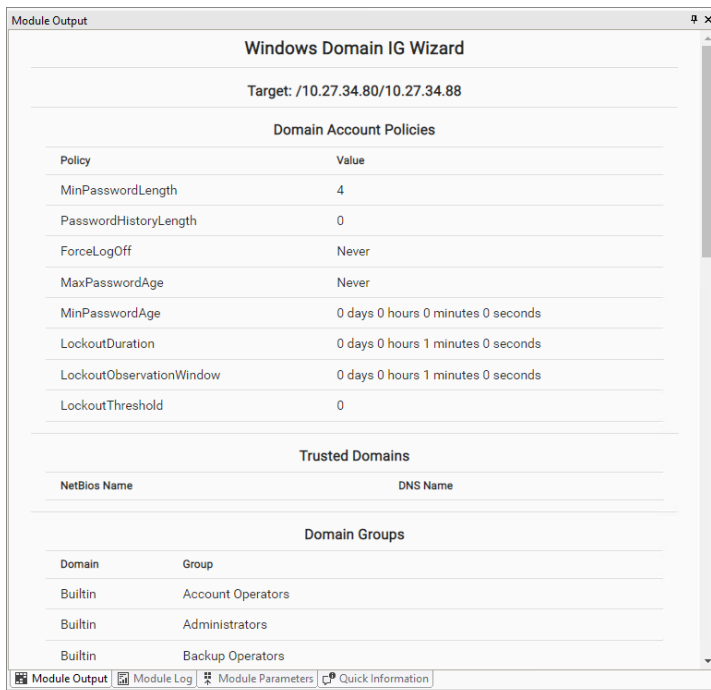 Module Output
Windows Domain IG Wizard
Target: /10.27.34.80/10.27.34.88
Domain Account Policies
Policy Value
MinPasswordLength 4
PasswordHistoryLength 0
ForceLogOff Never
MaxPasswordAge Never
MinPasswordAge 0 days 0 hours 0 minutes 0 seconds
LockoutDuration 0 days 0 hours 1 minutes 0 seconds
LockoutObservationWindow 0 days 0 hours 1 minutes 0 seconds
LockoutThreshold 0
Trusted Domains
NetBios Name DNS Name
Domain Groups
Domain Group
Builtin Account Operators
Builtin Administrators
Builtin Backup Operators
Module Output Module Log Module Parameters Quick Information